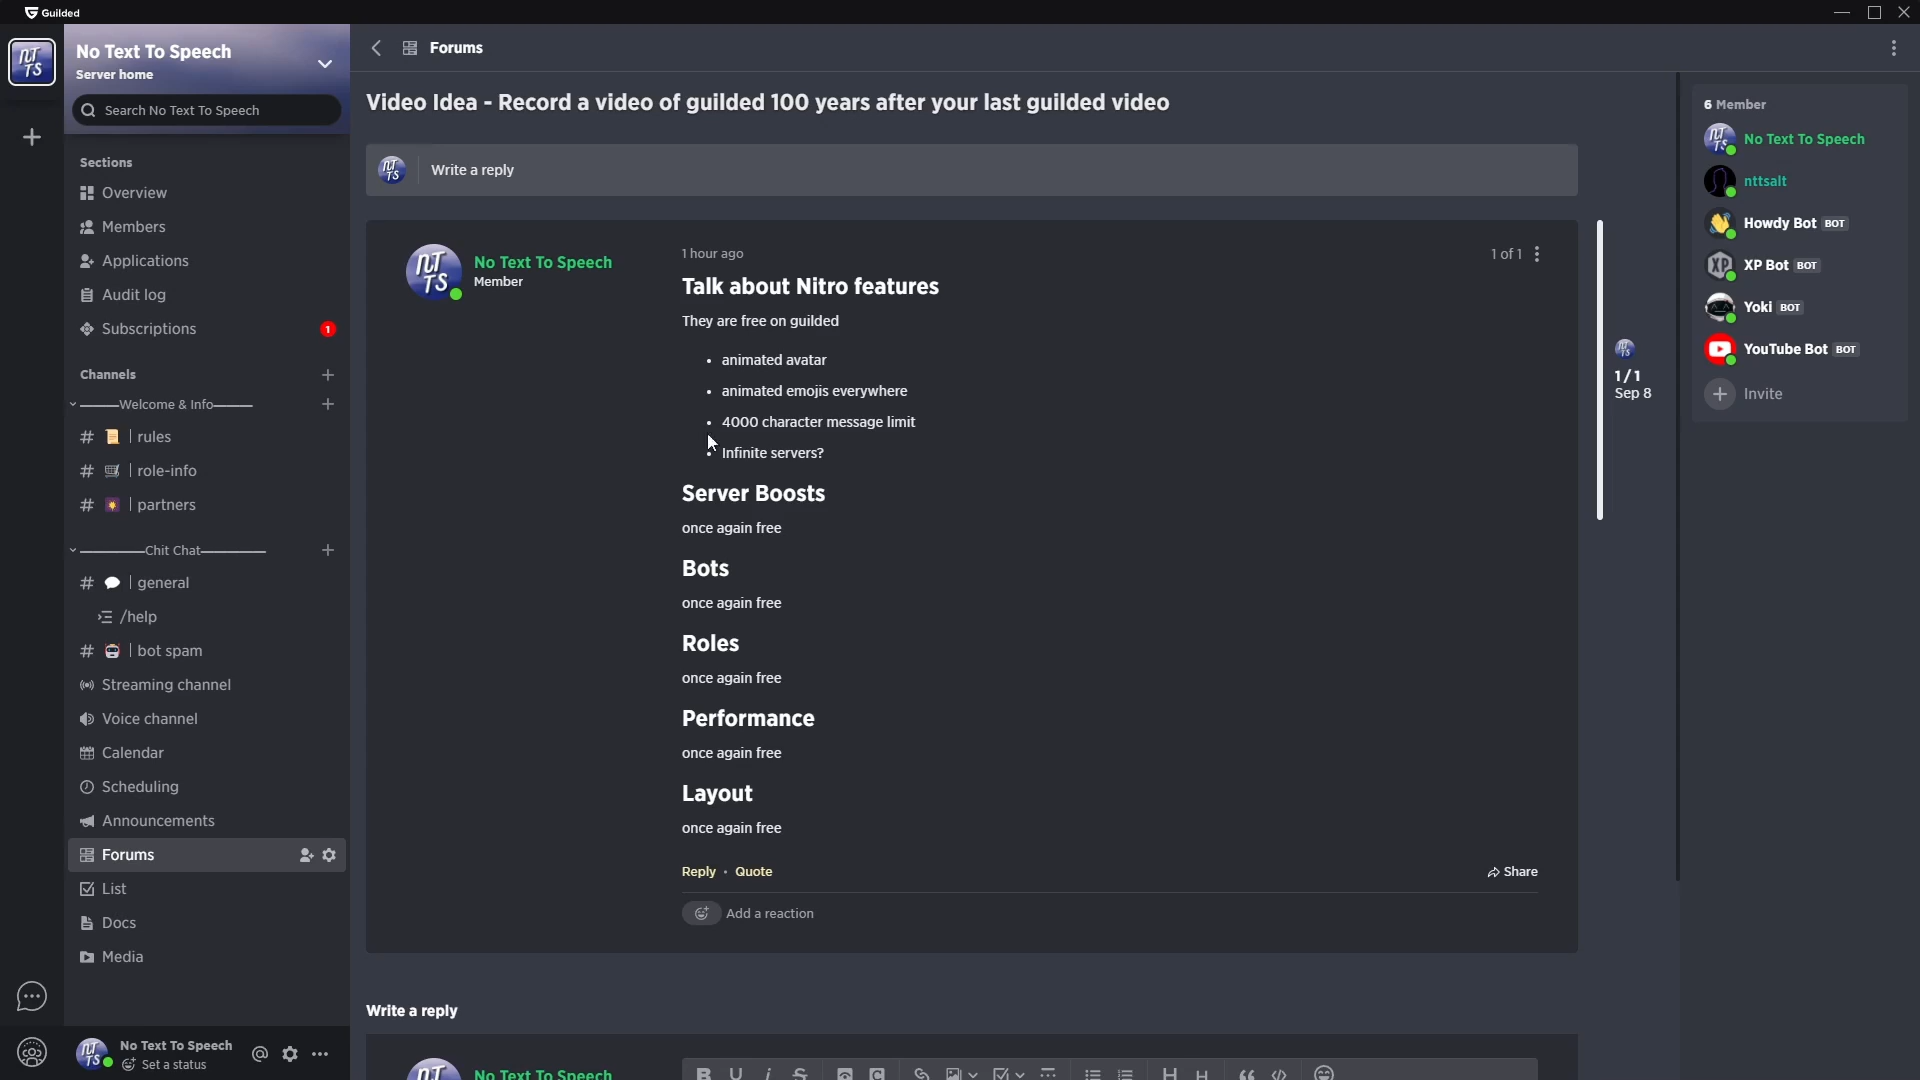 Guilded
No Text To Speech
Server home
Search No Text To Speech
Sections
Overview
Members
Applications
Audit log
Subscriptions
1
Channels
Welcome & Info
rules
role-info
partners
Chit Chat
general
/help
bot spam
Streaming channel
Voice channel
Calendar
Scheduling
Announcements
Forums
List
Docs
Media
No Text To Speech
Set a status
Forums
Video Idea - Record a video of guilded 100 years after your last guilded video
Write a reply
No Text To Speech
Member
1 hour ago
1 of 1
Talk about Nitro features
They are free on guilded
• animated avatar
• animated emojis everywhere
• 4000 character message limit
• Infinite servers?
Server Boosts
once again free
Bots
once again free
Roles
once again free
Performance
once again free
Layout
once again free
Reply • Quote
Share
Add a reaction
Write a reply
No Text To Speech
1 / 1
Sep 8
6 Member
No Text To Speech
nttsalt
Howdy Bot BOT
XP Bot BOT
Yoki BOT
YouTube Bot BOT
Invite